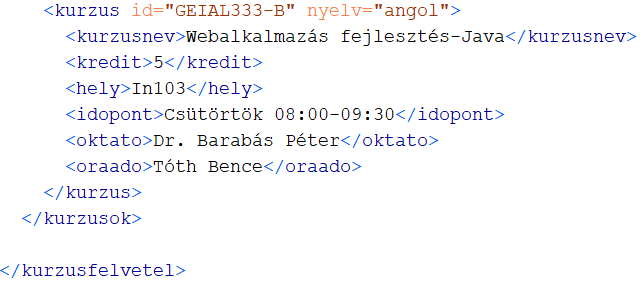 <kurzus id="GEIAL333-B" nyelv="angol">
<kurzusnev>Webalkalmazás fejlesztés-Java</kurzusnev>
<kredit>5</kredit>
<hely>In103</hely>
<idopont>Csütörtök 08:00-09:30</idopont>
<oktato>Dr. Barabás Péter</oktato>
<oraado>Tóth Bence</oraado>
</kurzus>
</kurzusok>
</kurzusfelvetel>